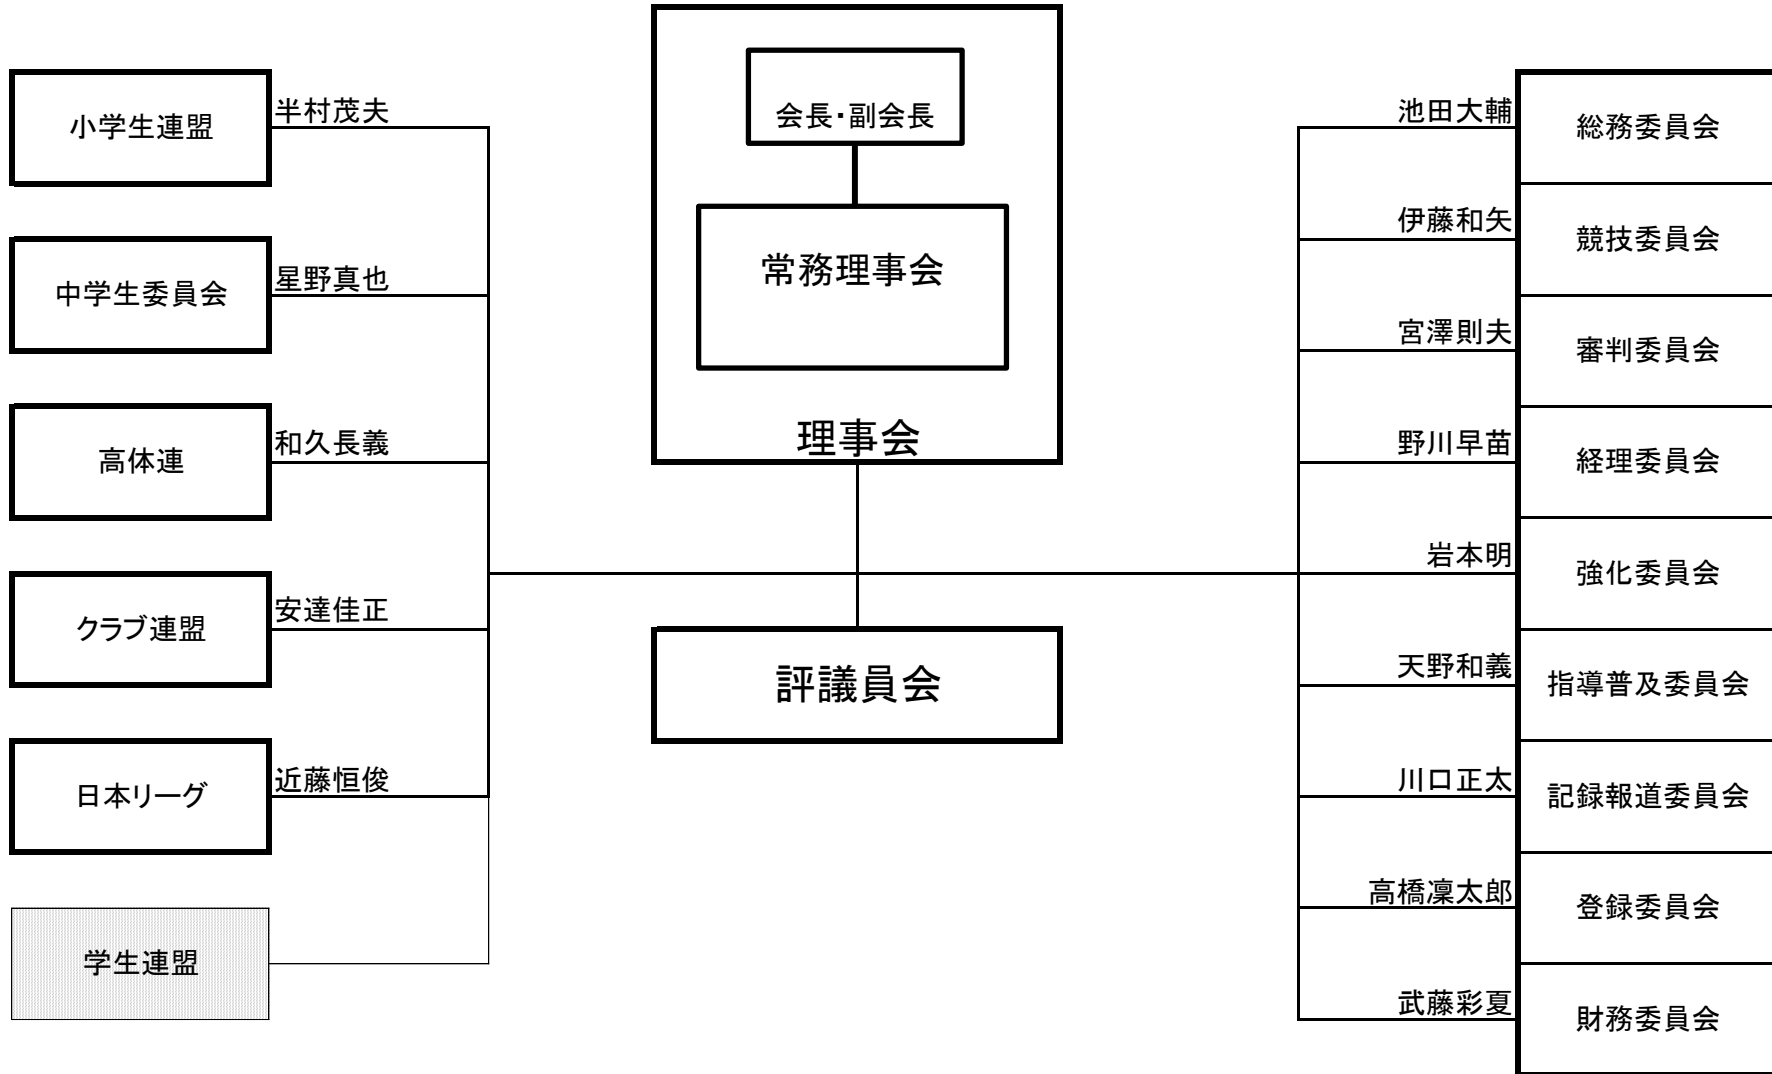 小学生連盟
半村茂夫
中学生委員会
星野真也
高体連
和久長義
クラブ連盟
安達佳正
日本リーグ
近藤恒俊
学生連盟
会長・副会長
常務理事会
理事会
評議員会
池田大輔
総務委員会
伊藤和矢
競技委員会
宮澤則夫
審判委員会
野川早苗
経理委員会
岩本明
強化委員会
天野和義
指導普及委員会
川口正太
記録報道委員会
高橋凜太郎
登録委員会
武藤彩夏
財務委員会